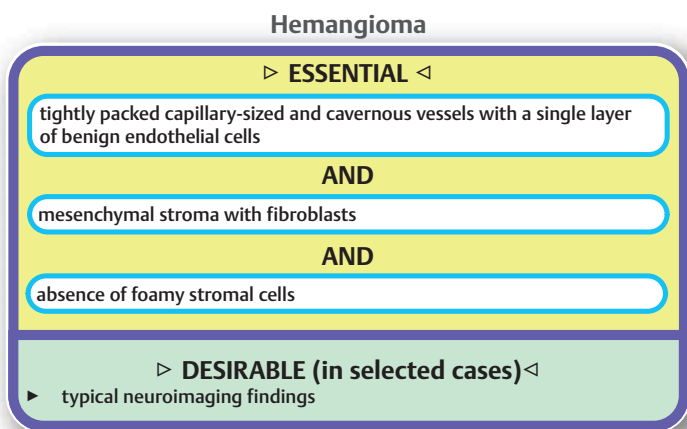 Hemangioma
▷ ESSENTIAL ◁
tightly packed capillary-sized and cavernous vessels with a single layer
of benign endothelial cells
AND
mesenchymal stroma with fibroblasts
AND
absence of foamy stromal cells
▷ DESIRABLE (in selected cases)◁
► typical neuroimaging findings